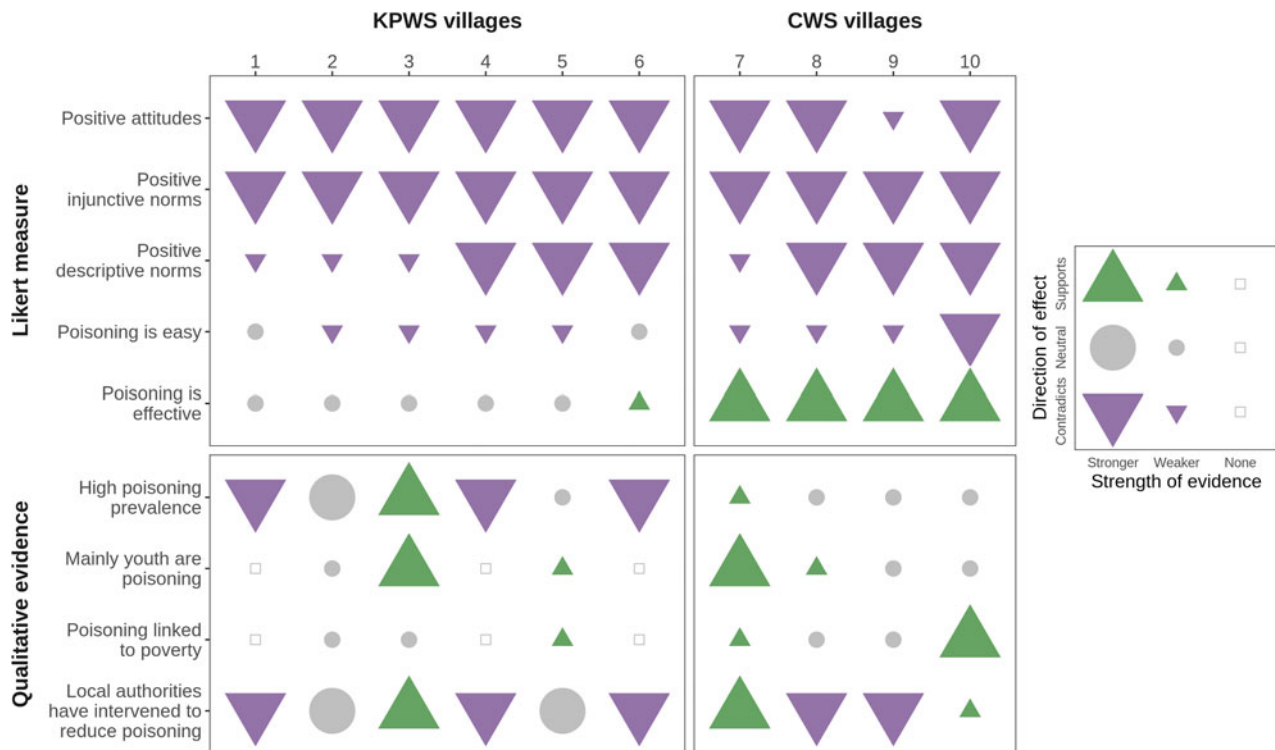 KPWS villages
CWS villages
1 2 3 4 5 6 7 8 9 10
Likert measure
Positive attitudes
Positive
injunctive norms
Positive
descriptive norms
Poisoning is easy
Poisoning is
effective
Qualitative evidence
High poisoning
prevalence
Mainly youth are
poisoning
Poisoning linked
to poverty
Local authorities
have intervened to
reduce poisoning
Direction of effect
Supports
Neutral
Contradicts
Stronger Weaker None
Strength of evidence